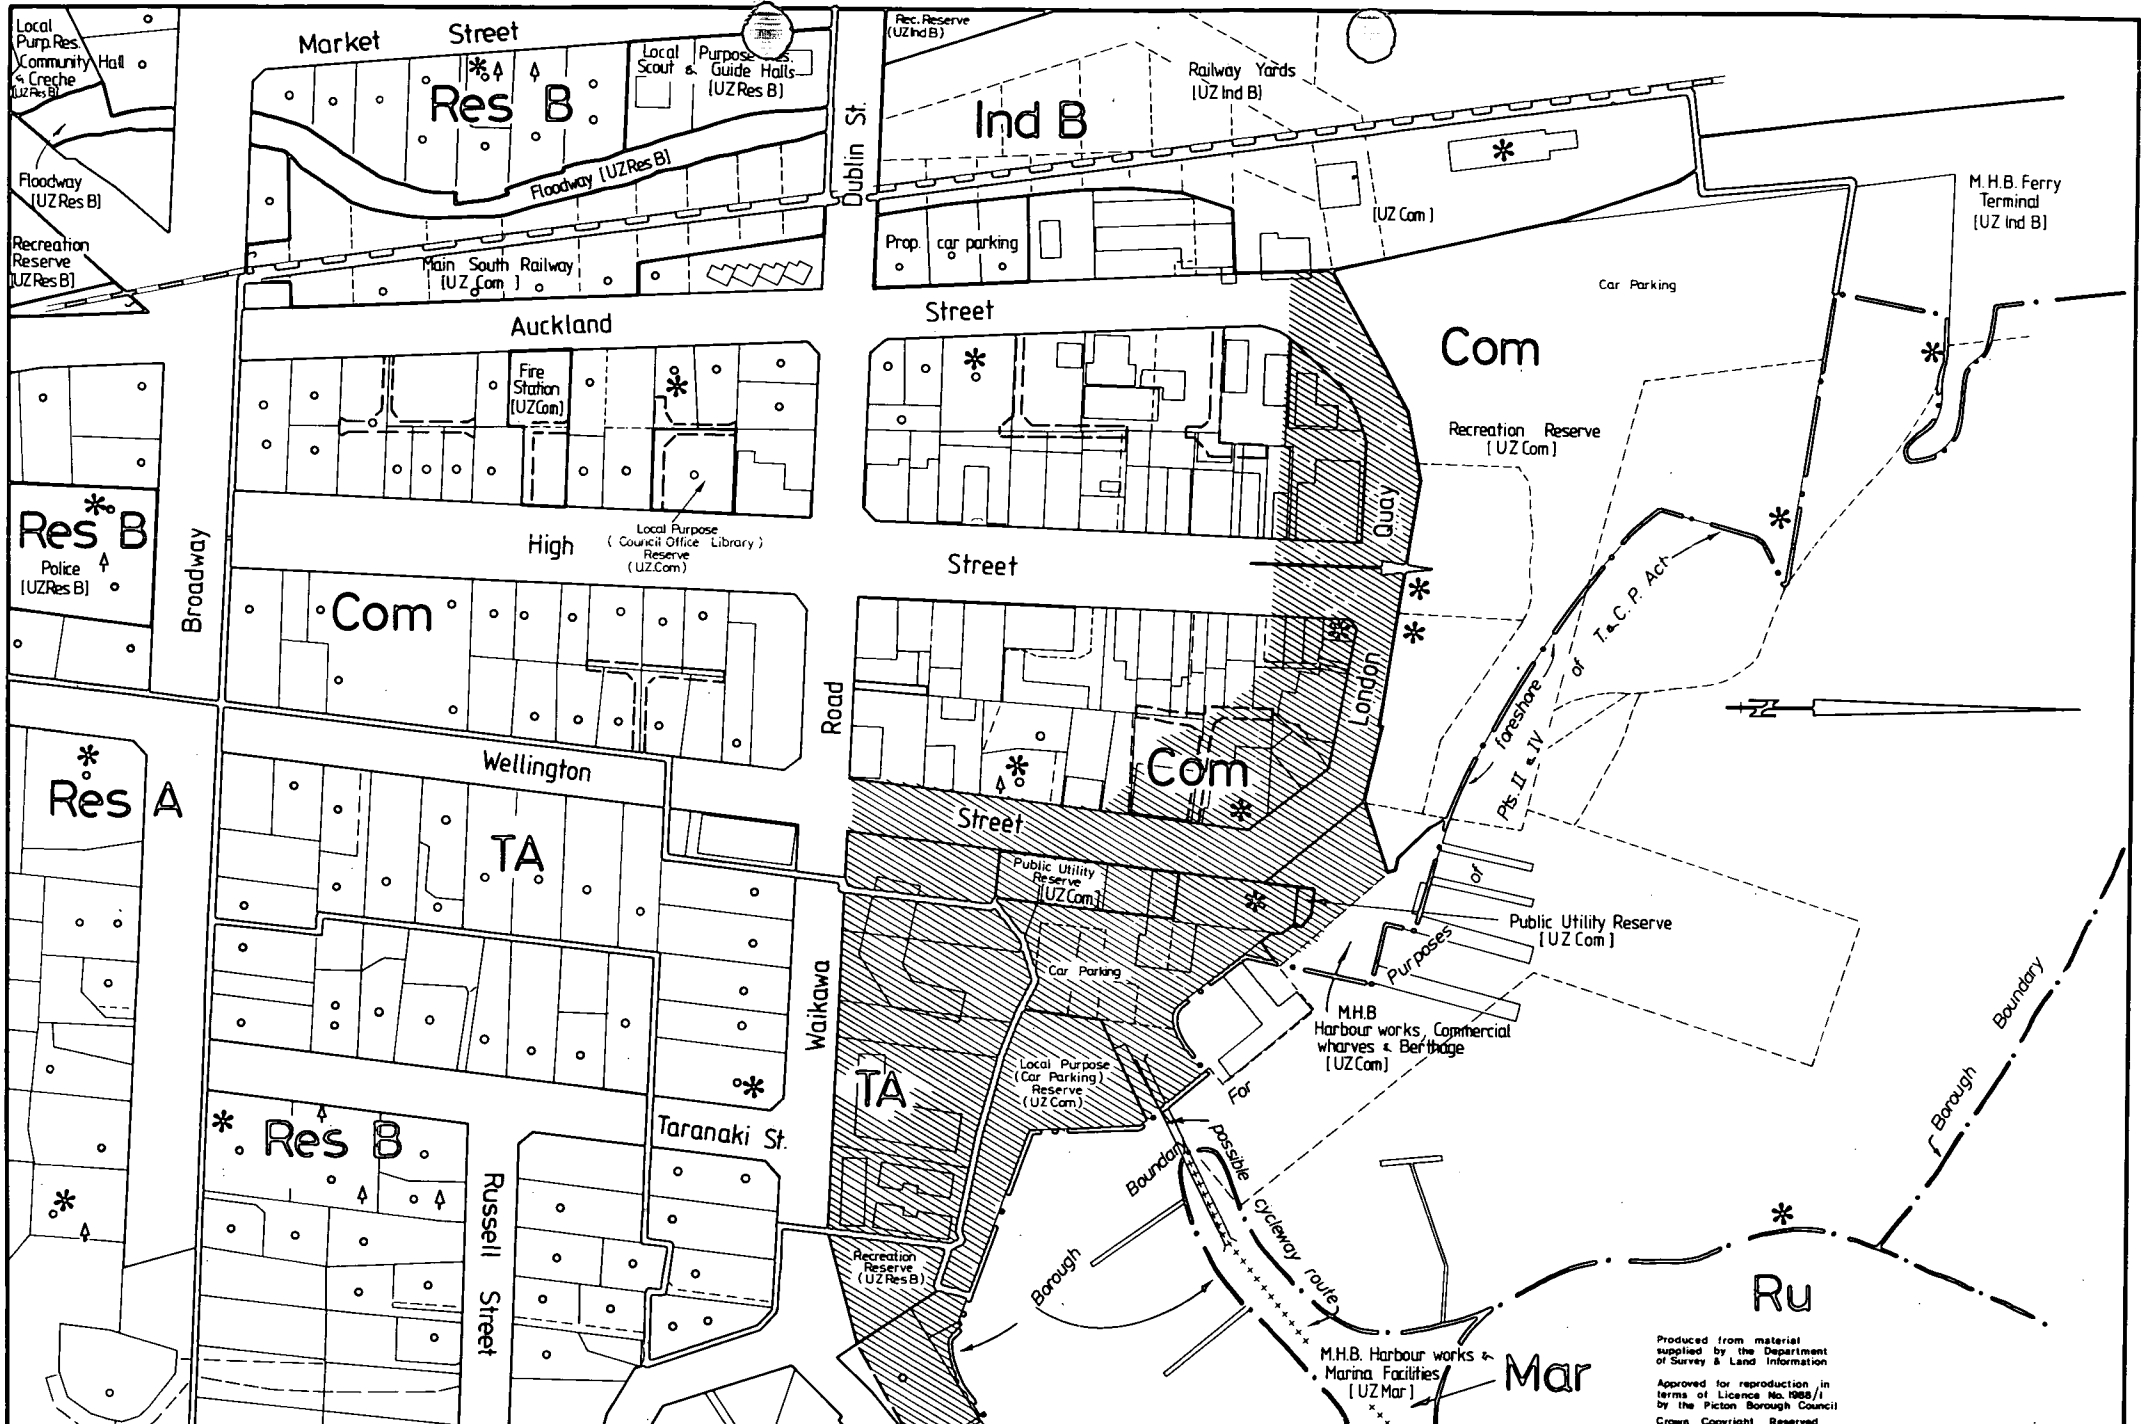 Local
Purp. Res.
Community Hall
& Creche
[UZ Res B]
Market Street
Local Purpose Res.
Scout & Guide Halls
[UZ Res B]
Rec. Reserve
(UZ Ind B)
Railway Yards
[UZ Ind B]
Res B
Ind B
Dublin St.
Floodway
[UZ Res B]
Floodway [UZ Res B]
M.H.B. Ferry
Terminal
[UZ Ind B]
[UZ Com]
Recreation
Reserve
[UZ Res B]
Prop. car parking
Main South Railway
[UZ Com]
Car Parking
Auckland Street
Com
Fire
Station
[UZ Com]
Recreation Reserve
[UZ Com]
Quay
Res B
Police
[UZ Res B]
Broadway
High Street
Local Purpose
(Council Office Library)
Reserve
(UZ.Com)
Com
London
Road
foreshore
Pts. II & IV of T. & C. P. Act
N
Res A
Wellington
Street
Com
TA
Public Utility
Reserve
[UZ Com]
Public Utility Reserve
[UZ Com]
For Purposes of
Car Parking
Waikawa
M.H.B
Harbour works, Commercial
wharves & Berthage
[UZ Com]
Local Purpose
(Car Parking)
Reserve
(UZ Com)
TA
Borough Boundary
Res B
Taranaki St.
Russell Street
Boundary
Borough
possible cycleway route
Recreation
Reserve
(UZ Res B)
Ru
M.H.B. Harbour works &
Marina Facilities
[UZ Mar]
Mar
Produced from material
supplied by the Department
of Survey & Land Information
Approved for reproduction in
terms of Licence No. 1988/1
by the Picton Borough Council
Crown Copyright Reserved